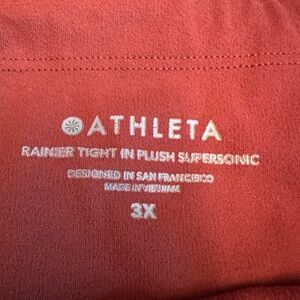 ATHLETA
RAINIER TIGHT IN PLUSH SUPERSONIC
DESIGNED IN SAN FRANCISCO
MADE IN VIETNAM
3X